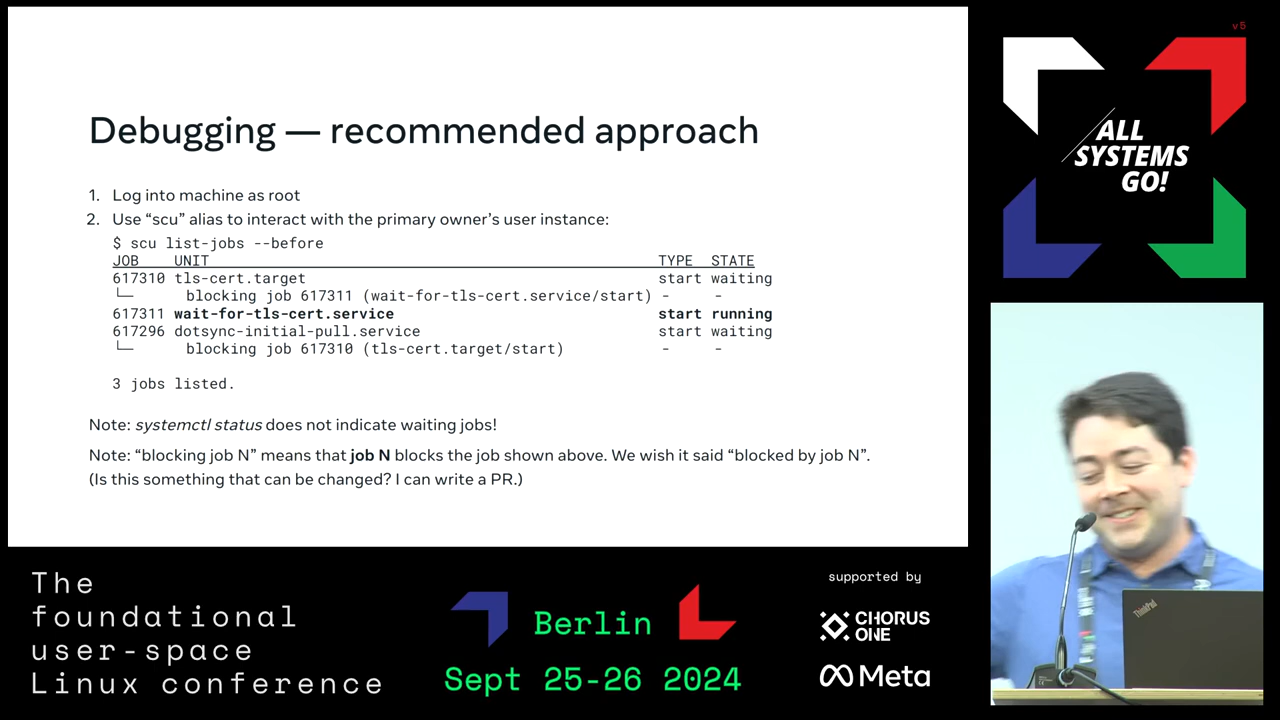 Debugging — recommended approach
1. Log into machine as root
2. Use “scu” alias to interact with the primary owner’s user instance:
$ scu list-jobs --before
JOB UNIT TYPE STATE
617310 tls-cert.target start waiting
└─ blocking job 617311 (wait-for-tls-cert.service/start) - -
617311 wait-for-tls-cert.service start running
617296 dotsync-initial-pull.service start waiting
└─ blocking job 617310 (tls-cert.target/start) - -
3 jobs listed.
Note: systemctl status does not indicate waiting jobs!
Note: “blocking job N” means that job N blocks the job shown above. We wish it said “blocked by job N”.
(Is this something that can be changed? I can write a PR.)
v5
ALL
SYSTEMS
GO!
ThinkPad
The
foundational
user-space
Linux conference
Berlin
Sept 25-26 2024
supported by
CHORUS
ONE
Meta